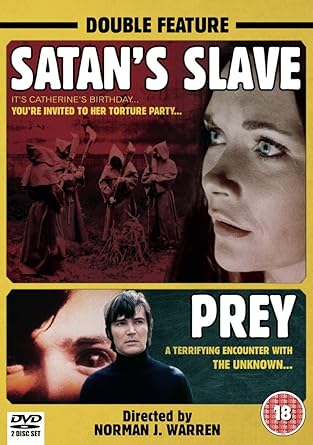 DOUBLE FEATURE
SATAN'S SLAVE
IT'S CATHERINE'S BIRTHDAY...
YOU'RE INVITED TO HER TORTURE PARTY...
PREY
A TERRIFYING ENCOUNTER WITH
THE UNKNOWN...
DVD
2 DISC SET
Directed by
NORMAN J. WARREN
18